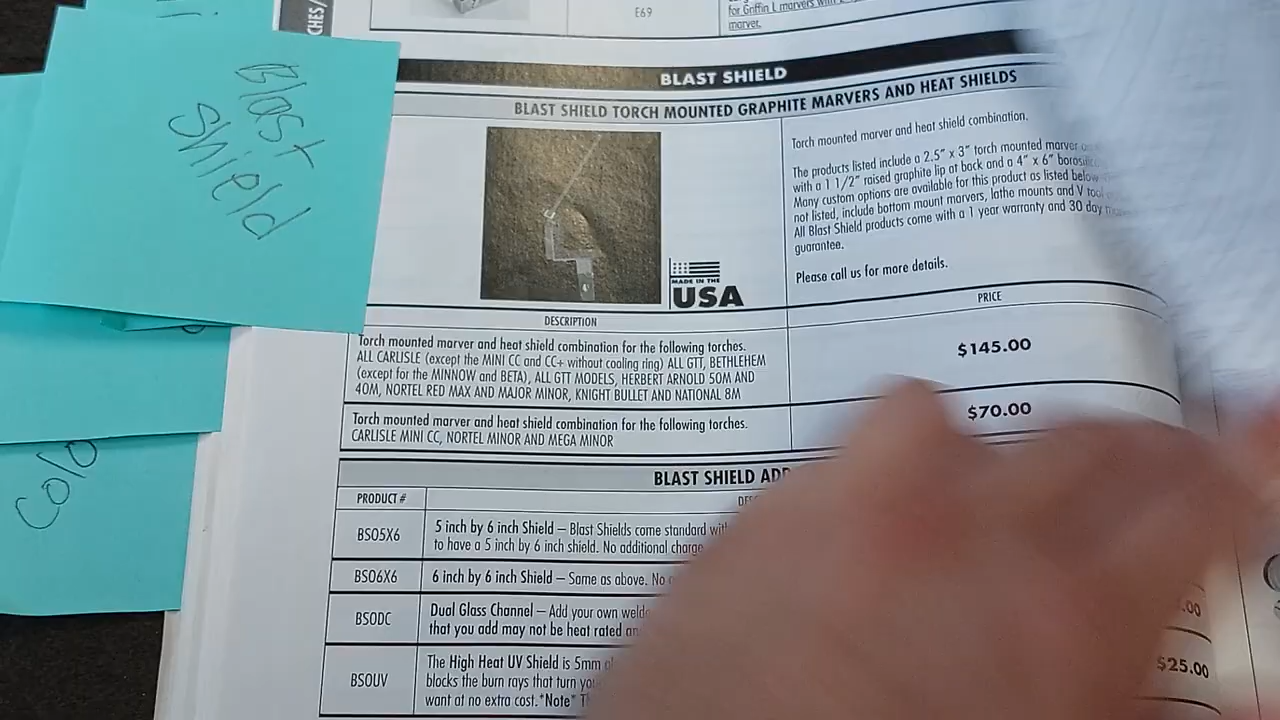 CHES/
E69
for Griffin L marvers with
marver.
Blast
Shield
Colo
BLAST SHIELD
BLAST SHIELD TORCH MOUNTED GRAPHITE MARVERS AND HEAT SHIELDS
MADE IN THE
USA
Torch mounted marver and heat shield combination.
The products listed include a 2.5" x 3" torch mounted marver
with a 1 1/2" raised graphite lip at back and a 4" x 6"
Many custom options are available for this product as listed below
not listed, include bottom mount marvers, lathe mounts and V tool
All Blast Shield products come with a 1 year warranty and 30 day
guarantee.
Please call us for more details.
DESCRIPTION
PRICE
Torch mounted marver and heat shield combination for the following torches.
ALL CARLISLE (except the MINI CC and CC+ without cooling ring) ALL GTT, BETHLEHEM
(except for the MINNOW and BETA), ALL GTT MODELS, HERBERT ARNOLD 50M AND
40M, NORTEL RED MAX AND MAJOR MINOR, KNIGHT BULLET AND NATIONAL 8M
$145.00
Torch mounted marver and heat shield combination for the following torches.
CARLISLE MINI CC, NORTEL MINOR AND MEGA MINOR
$70.00
BLAST SHIELD ADD
PRODUCT #
BSO5X6
5 inch by 6 inch Shield – Blast Shields come standard with
to have a 5 inch by 6 inch shield. No additional charge
BSO6X6
6 inch by 6 inch Shield – Same as above. No
BSODC
Dual Glass Channel – Add your own
that you add may not be heat rated
.00
BSOUV
The High Heat UV Shield is 5mm
blocks the burn rays that turn
want at no extra cost. *Note*
$25.00